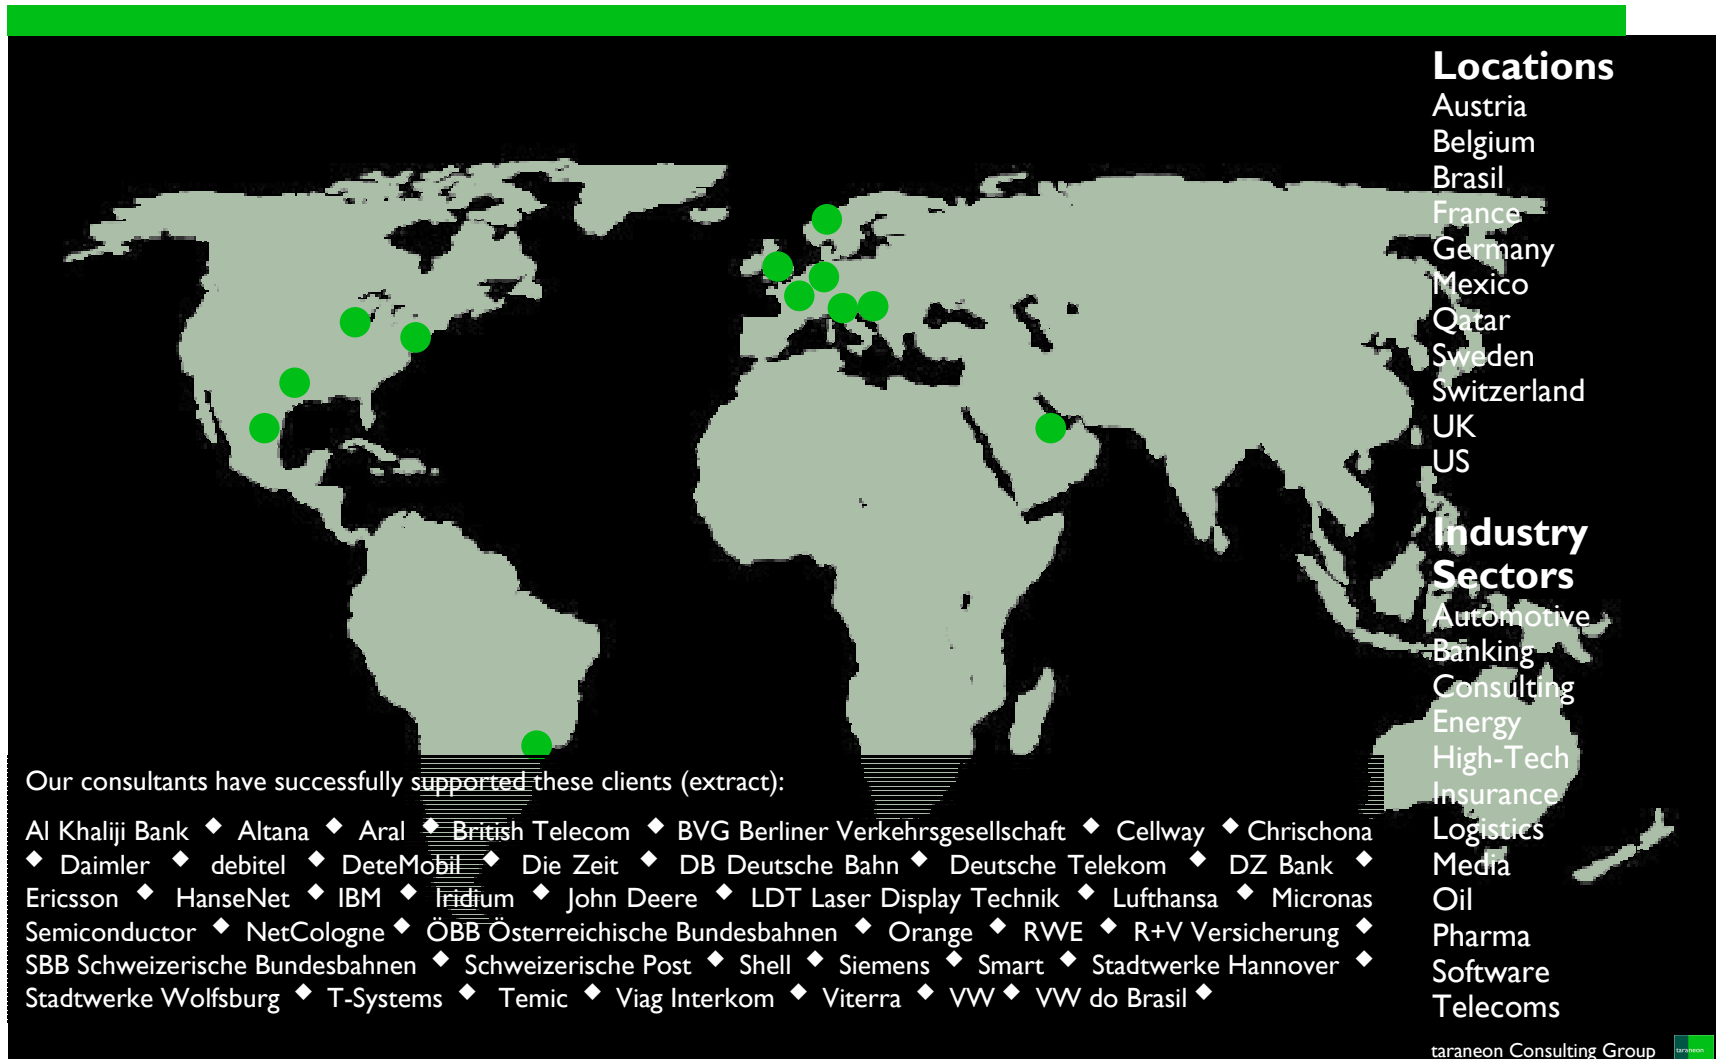 Locations
Austria
Belgium
Brasil
France
Germany
Mexico
Qatar
Sweden
Switzerland
UK
US
Industry
Sectors
Automotive
Banking
Consulting
Energy
High-Tech
Insurance
Logistics
Media
Oil
Pharma
Software
Telecoms
Our consultants have successfully supported these clients (extract):
Al Khaliji Bank ◆ Altana ◆ Aral ◆ British Telecom ◆ BVG Berliner Verkehrsgesellschaft ◆ Cellway ◆ Chrischona
◆ Daimler ◆ debitel ◆ DeteMobil ◆ Die Zeit ◆ DB Deutsche Bahn ◆ Deutsche Telekom ◆ DZ Bank ◆
Ericsson ◆ HanseNet ◆ IBM ◆ Iridium ◆ John Deere ◆ LDT Laser Display Technik ◆ Lufthansa ◆ Micronas
Semiconductor ◆ NetCologne ◆ ÖBB Österreichische Bundesbahnen ◆ Orange ◆ RWE ◆ R+V Versicherung ◆
SBB Schweizerische Bundesbahnen ◆ Schweizerische Post ◆ Shell ◆ Siemens ◆ Smart ◆ Stadtwerke Hannover ◆
Stadtwerke Wolfsburg ◆ T-Systems ◆ Temic ◆ Viag Interkom ◆ Viterra ◆ VW ◆ VW do Brasil ◆
taraneon Consulting Group
taraneon